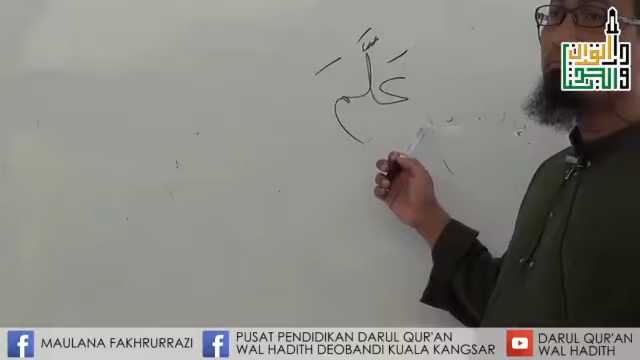 عَلَّمَ
MAULANA FAKHRURRAZI
PUSAT PENDIDIKAN DARUL QUR'AN
WAL HADITH DEOBANDI KUALA KANGSAR
DARUL QUR'AN
WAL HADITH